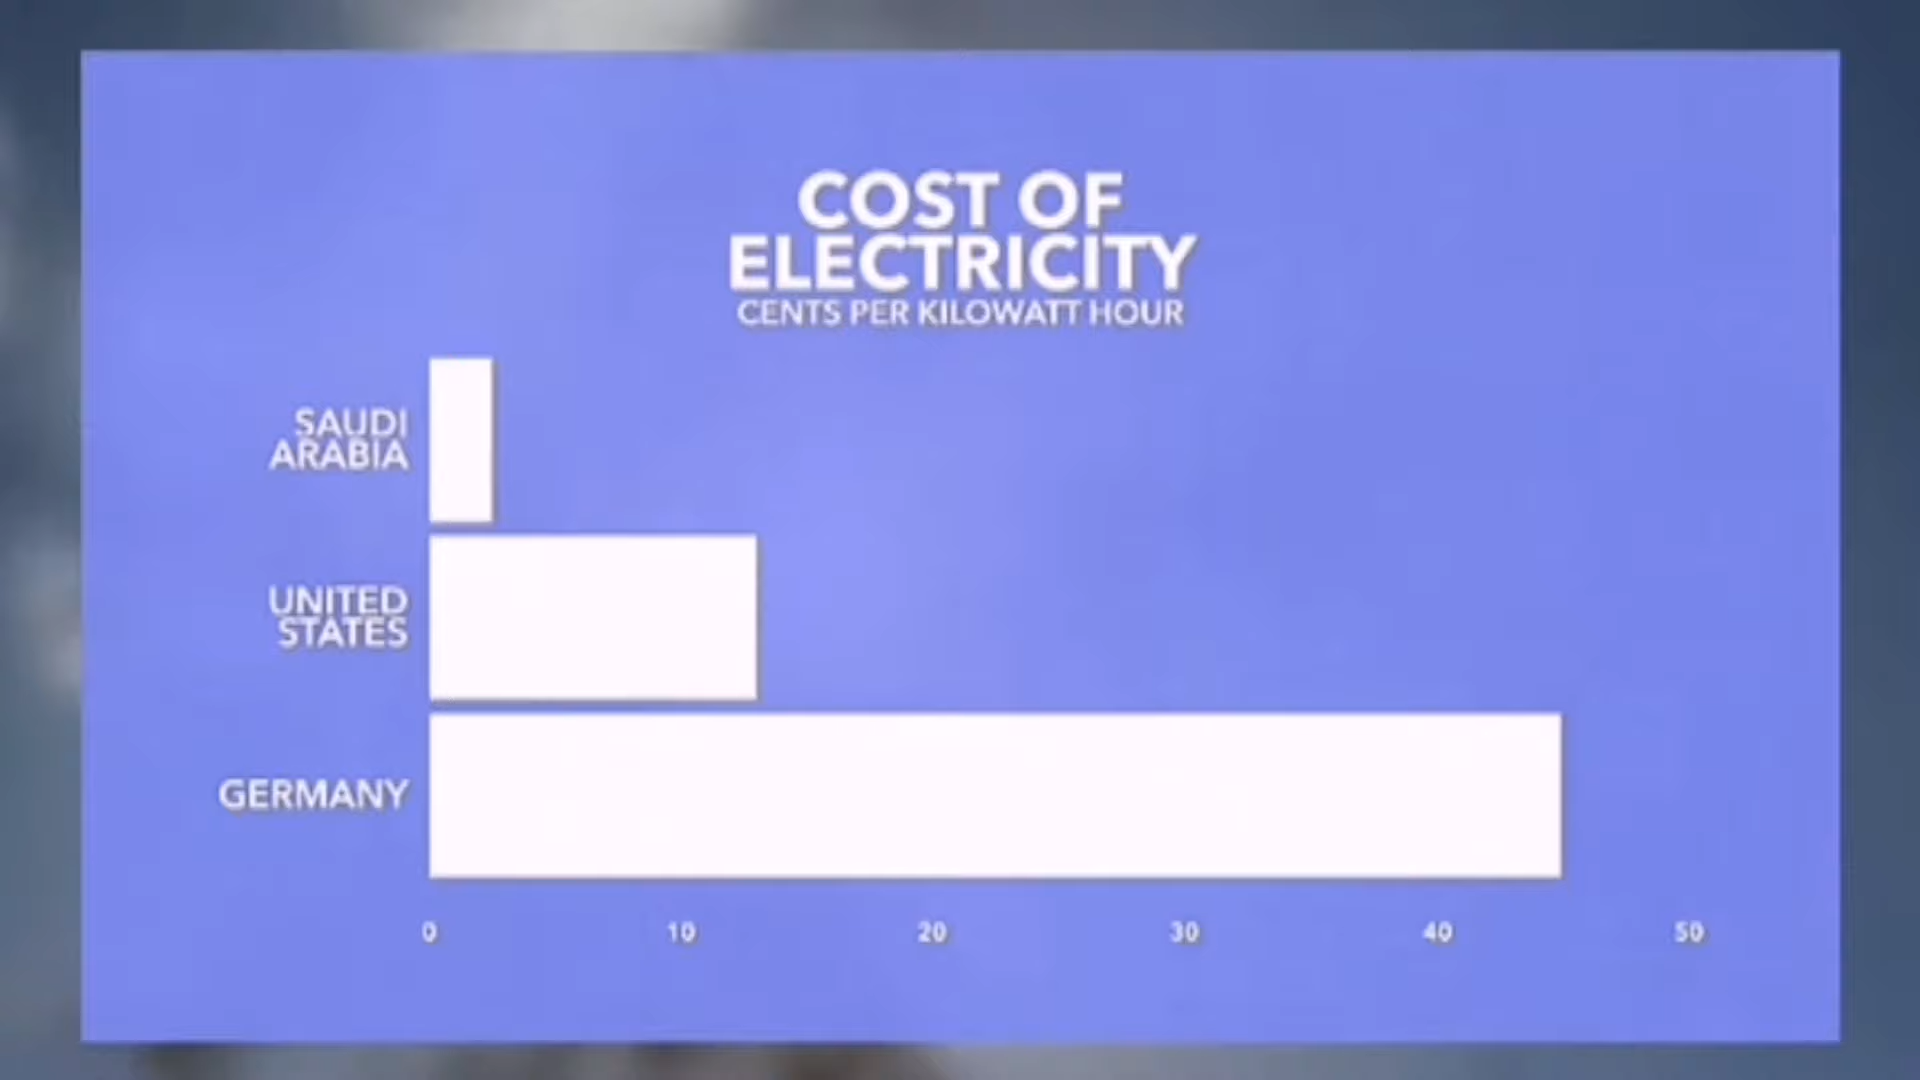 COST OF
ELECTRICITY
CENTS PER KILOWATT HOUR
SAUDI
ARABIA
UNITED
STATES
GERMANY
0 10 20 30 40 50